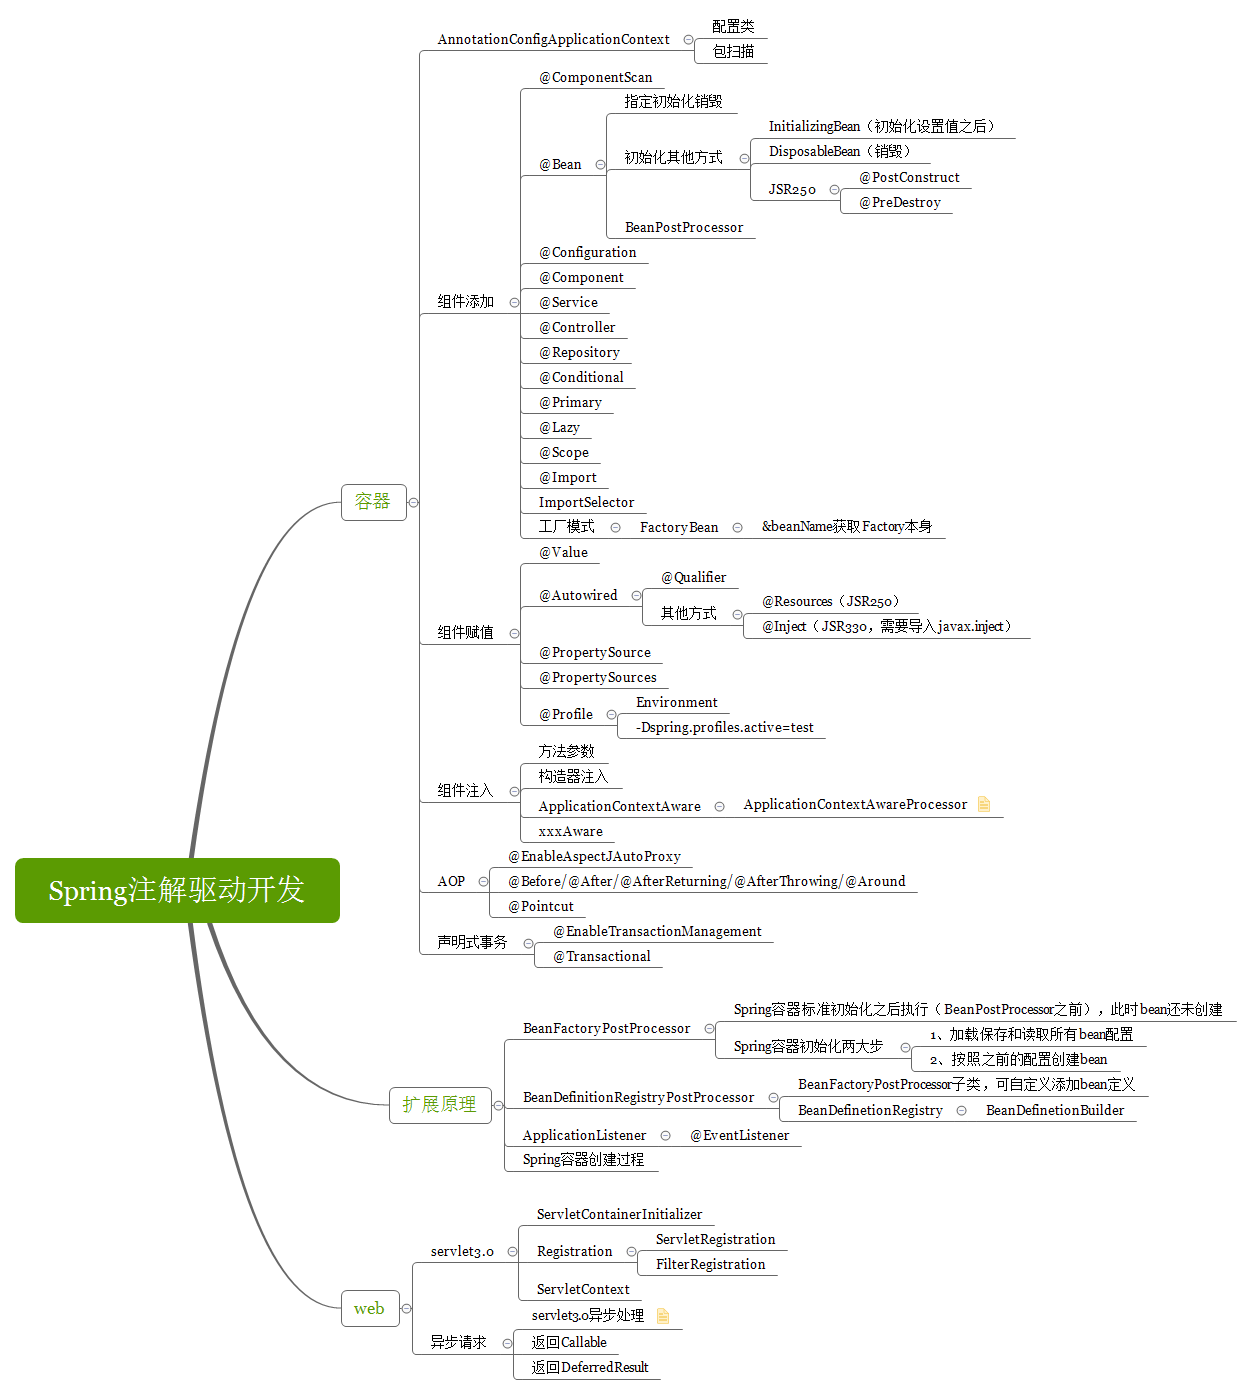 Spring注解驱动开发
容器
AnnotationConfigApplicationContext
配置类
包扫描
组件添加
@ComponentScan
@Bean
指定初始化销毁
初始化其他方式
InitializingBean（初始化设置值之后）
DisposableBean（销毁）
JSR250
@PostConstruct
@PreDestroy
BeanPostProcessor
@Configuration
@Component
@Service
@Controller
@Repository
@Conditional
@Primary
@Lazy
@Scope
@Import
ImportSelector
工厂模式
FactoryBean
&beanName获取Factory本身
组件赋值
@Value
@Autowired
@Qualifier
其他方式
@Resources（JSR250）
@Inject（JSR330，需要导入javax.inject）
@PropertySource
@PropertySources
@Profile
Environment
-Dspring.profiles.active=test
组件注入
方法参数
构造器注入
ApplicationContextAware
ApplicationContextAwareProcessor
xxxAware
AOP
@EnableAspectJAutoProxy
@Before/@After/@AfterReturning/@AfterThrowing/@Around
@Pointcut
声明式事务
@EnableTransactionManagement
@Transactional
扩展原理
BeanFactoryPostProcessor
Spring容器标准初始化之后执行（BeanPostProcessor之前），此时bean还未创建
Spring容器初始化两大步
1、加载保存和读取所有bean配置
2、按照之前的配置创建bean
BeanDefinitionRegistryPostProcessor
BeanFactoryPostProcessor子类，可自定义添加bean定义
BeanDefinetionRegistry
BeanDefinetionBuilder
ApplicationListener
@EventListener
Spring容器创建过程
web
servlet3.0
ServletContainerInitializer
Registration
ServletRegistration
FilterRegistration
ServletContext
异步请求
servlet3.0异步处理
返回Callable
返回DeferredResult